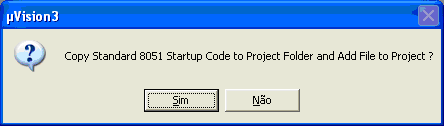 µVision3
Copy Standard 8051 Startup Code to Project Folder and Add File to Project ?
Sim
Não